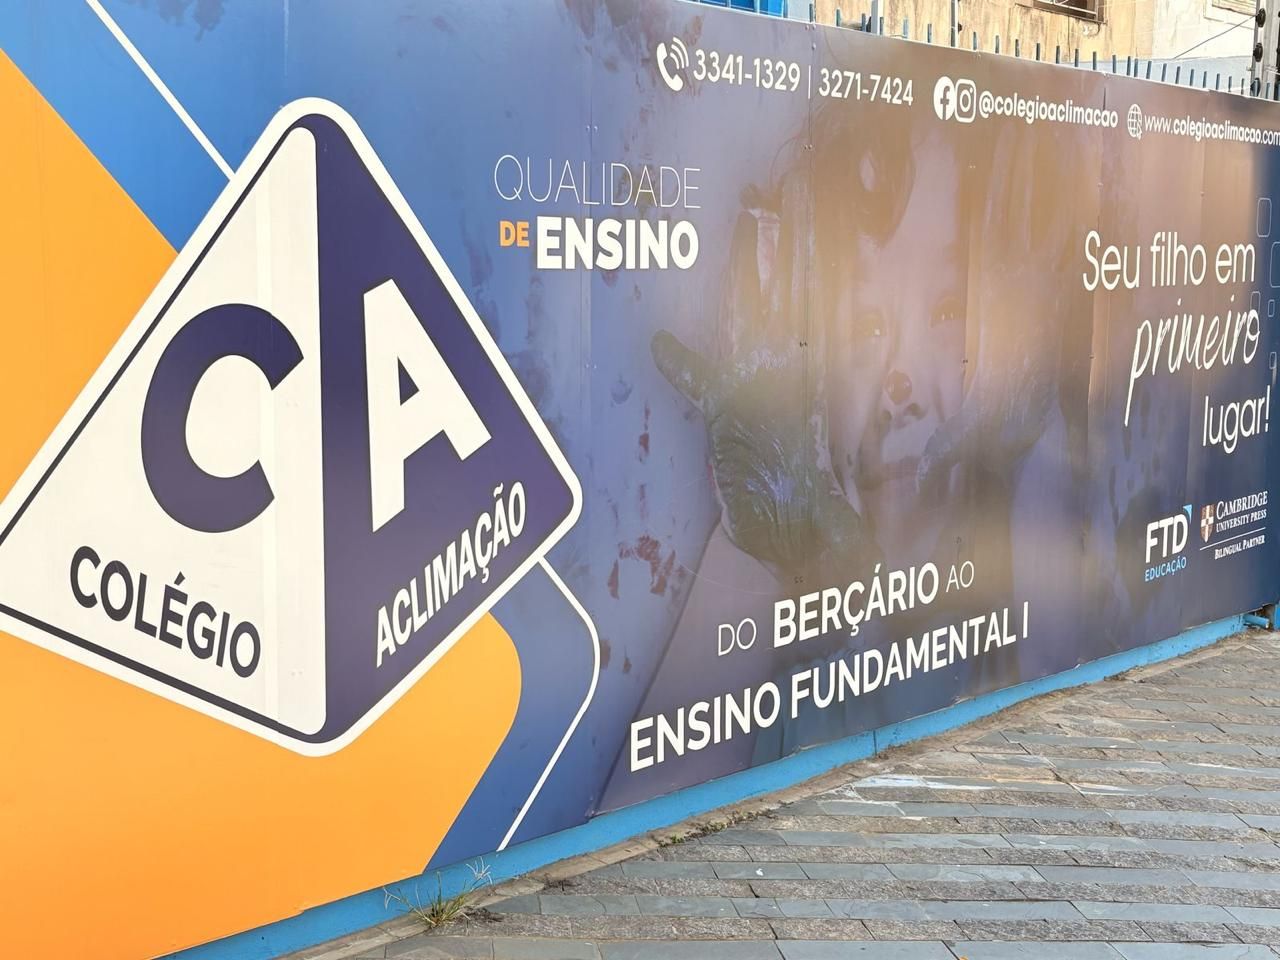 3341-1329 | 3271-7424
@colegioaclimacao
www.colegioaclimacao.com
QUALIDADE
DE ENSINO
CA
COLÉGIO
ACLIMAÇÃO
Seu filho em
primeiro
lugar!
FTD
EDUCAÇÃO
CAMBRIDGE
UNIVERSITY PRESS
BILINGUAL PARTNER
DO BERÇÁRIO AO
ENSINO FUNDAMENTAL I